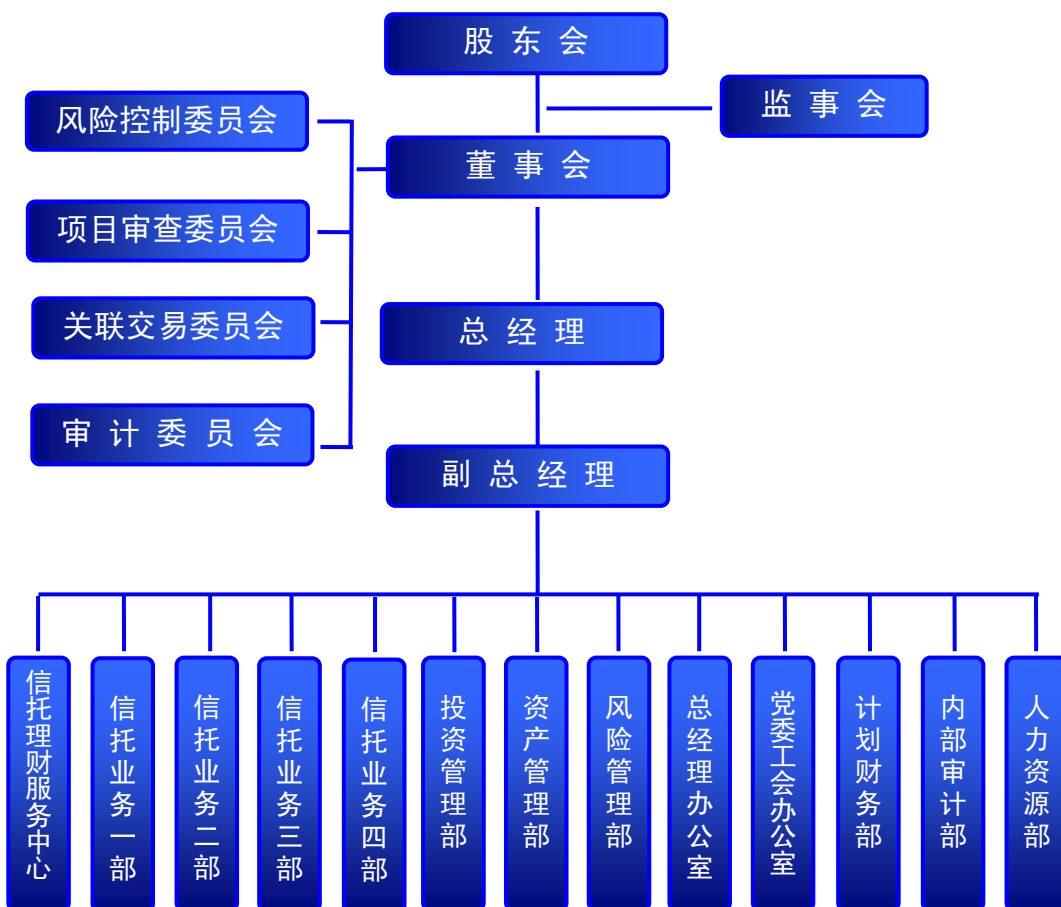 股东会
监事会
风险控制委员会
董事会
项目审查委员会
关联交易委员会
总经理
审计委员会
副总经理
信托理财服务中心
信托业务一部
信托业务二部
信托业务三部
信托业务四部
投资管理部
资产管理部
风险管理部
总经理办公室
党委工会办公室
计划财务部
内部审计部
人力资源部